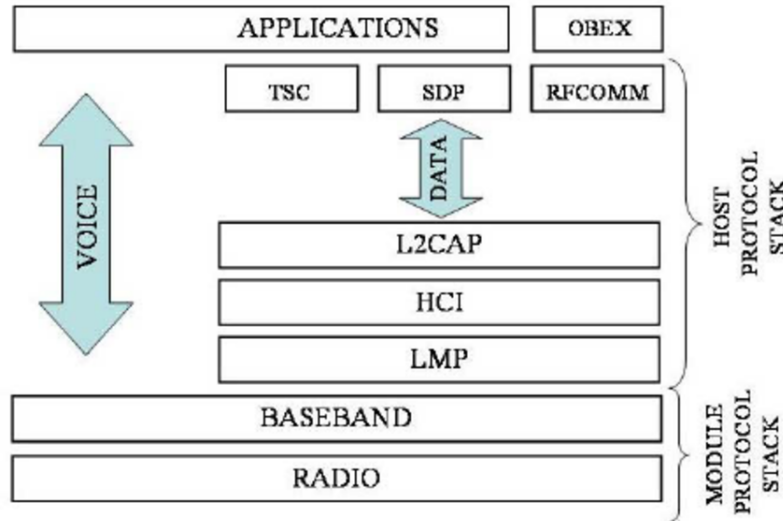 APPLICATIONS
OBEX
TSC
SDP
RFCOMM
VOICE
DATA
L2CAP
HCI
LMP
HOST
PROTOCOL
STACK
BASEBAND
RADIO
MODULE
PROTOCOL
STACK